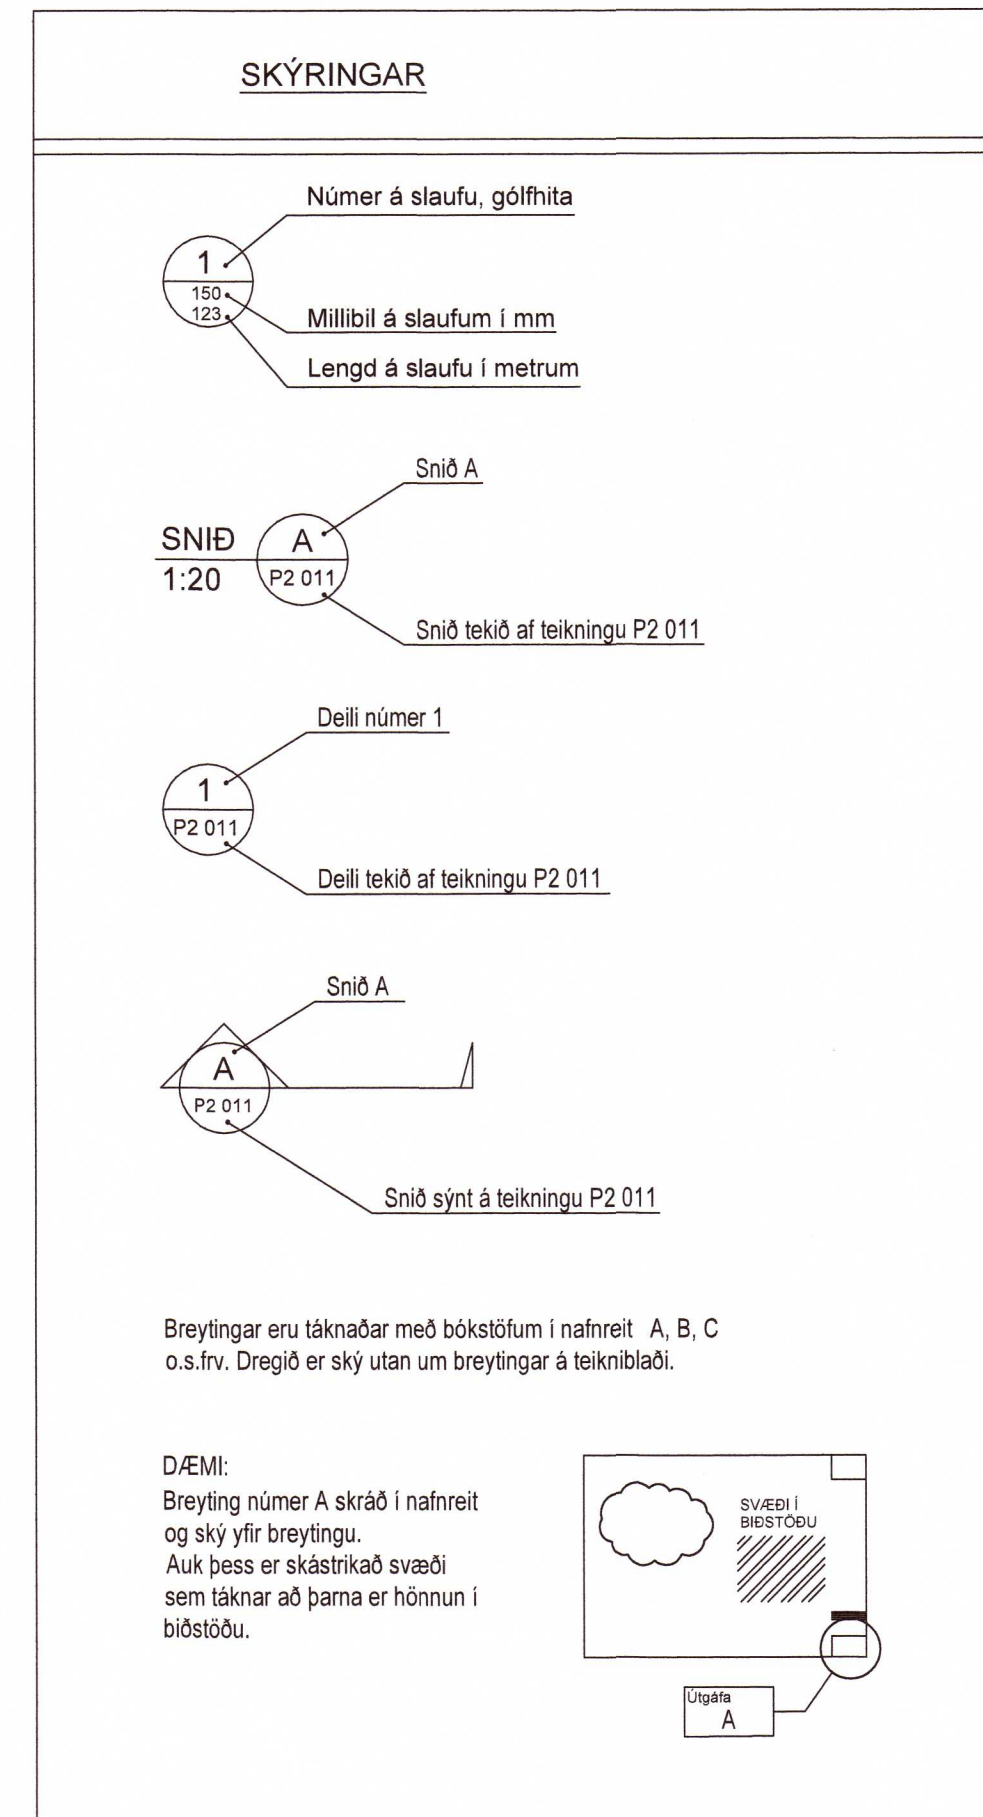 SKÝRINGAR
Númer á slaufu, gólfhita
1
150
123
Millibil á slaufum í mm
Lengd á slaufu í metrum
Snið A
SNIÐ
1:20
A
P2 011
Snið tekið af teikningu P2 011
Deili númer 1
1
P2 011
Deili tekið af teikningu P2 011
Snið A
A
P2 011
Snið sýnt á teikningu P2 011
Breytingar eru táknaðar með bókstöfum í nafnreit A, B, C
o.s.frv. Dregið er ský utan um breytingar á teikniblaði.
DÆMI:
Breyting númer A skráð í nafnreit
og ský yfir breytingu.
Auk þess er skástrikað svæði
sem táknar að þarna er hönnun í
biðstöðu.
SVÆÐI Í
BIÐSTÖÐU
Útgáfa
A